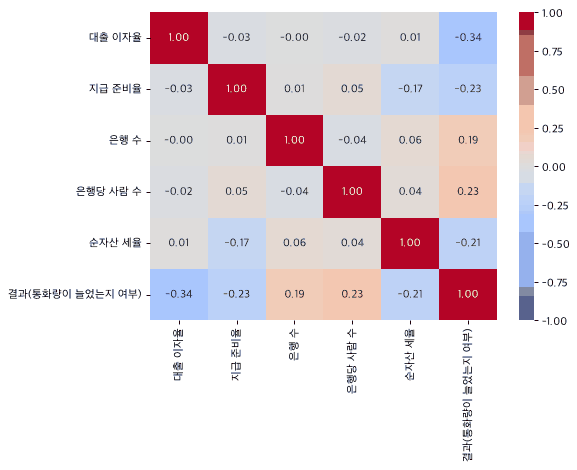 대출 이자율 1.00 -0.03 -0.00 -0.02 0.01 -0.34
지급 준비율 -0.03 1.00 0.01 0.05 -0.17 -0.23
은행 수 -0.00 0.01 1.00 -0.04 0.06 0.19
은행당 사람 수 -0.02 0.05 -0.04 1.00 0.04 0.23
순자산 세율 0.01 -0.17 0.06 0.04 1.00 -0.21
결과(통화량이 늘었는지 여부) -0.34 -0.23 0.19 0.23 -0.21 1.00
대출 이자율
지급 준비율
은행 수
은행당 사람 수
순자산 세율
결과(통화량이 늘었는지 여부)
1.00
0.75
0.50
0.25
0.00
-0.25
-0.50
-0.75
-1.00